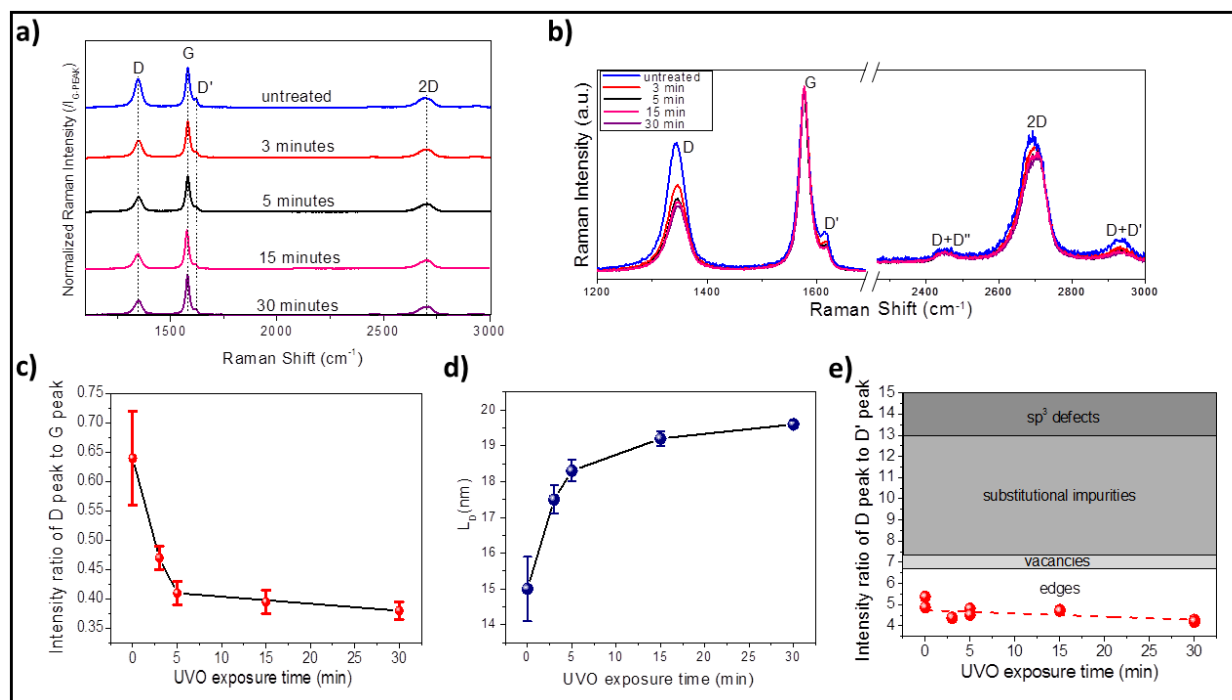 a)
Normalized Raman Intensity (/I_G-PEAK)
D
G
D'
2D
untreated
3 minutes
5 minutes
15 minutes
30 minutes
1500 2000 2500 3000
Raman Shift (cm⁻¹)
b)
Raman Intensity (a.u.)
untreated
3 min
5 min
15 min
30 min
D
G
D'
2D
D+D"
D+D'
1200 1400 1600 2400 2600 2800 3000
Raman Shift (cm⁻¹)
c)
Intensity ratio of D peak to G peak
0.75
0.70
0.65
0.60
0.55
0.50
0.45
0.40
0.35
0 5 10 15 20 25 30
UVO exposure time (min)
d)
L_D(nm)
20
19
18
17
16
15
14
0 5 10 15 20 25 30
UVO exposure time (min)
e)
Intensity ratio of D peak to D' peak
15
14
13
12
11
10
9
8
7
6
5
4
sp³ defects
substitutional impurities
vacancies
edges
0 5 10 15 20 25 30
UVO exposure time (min)